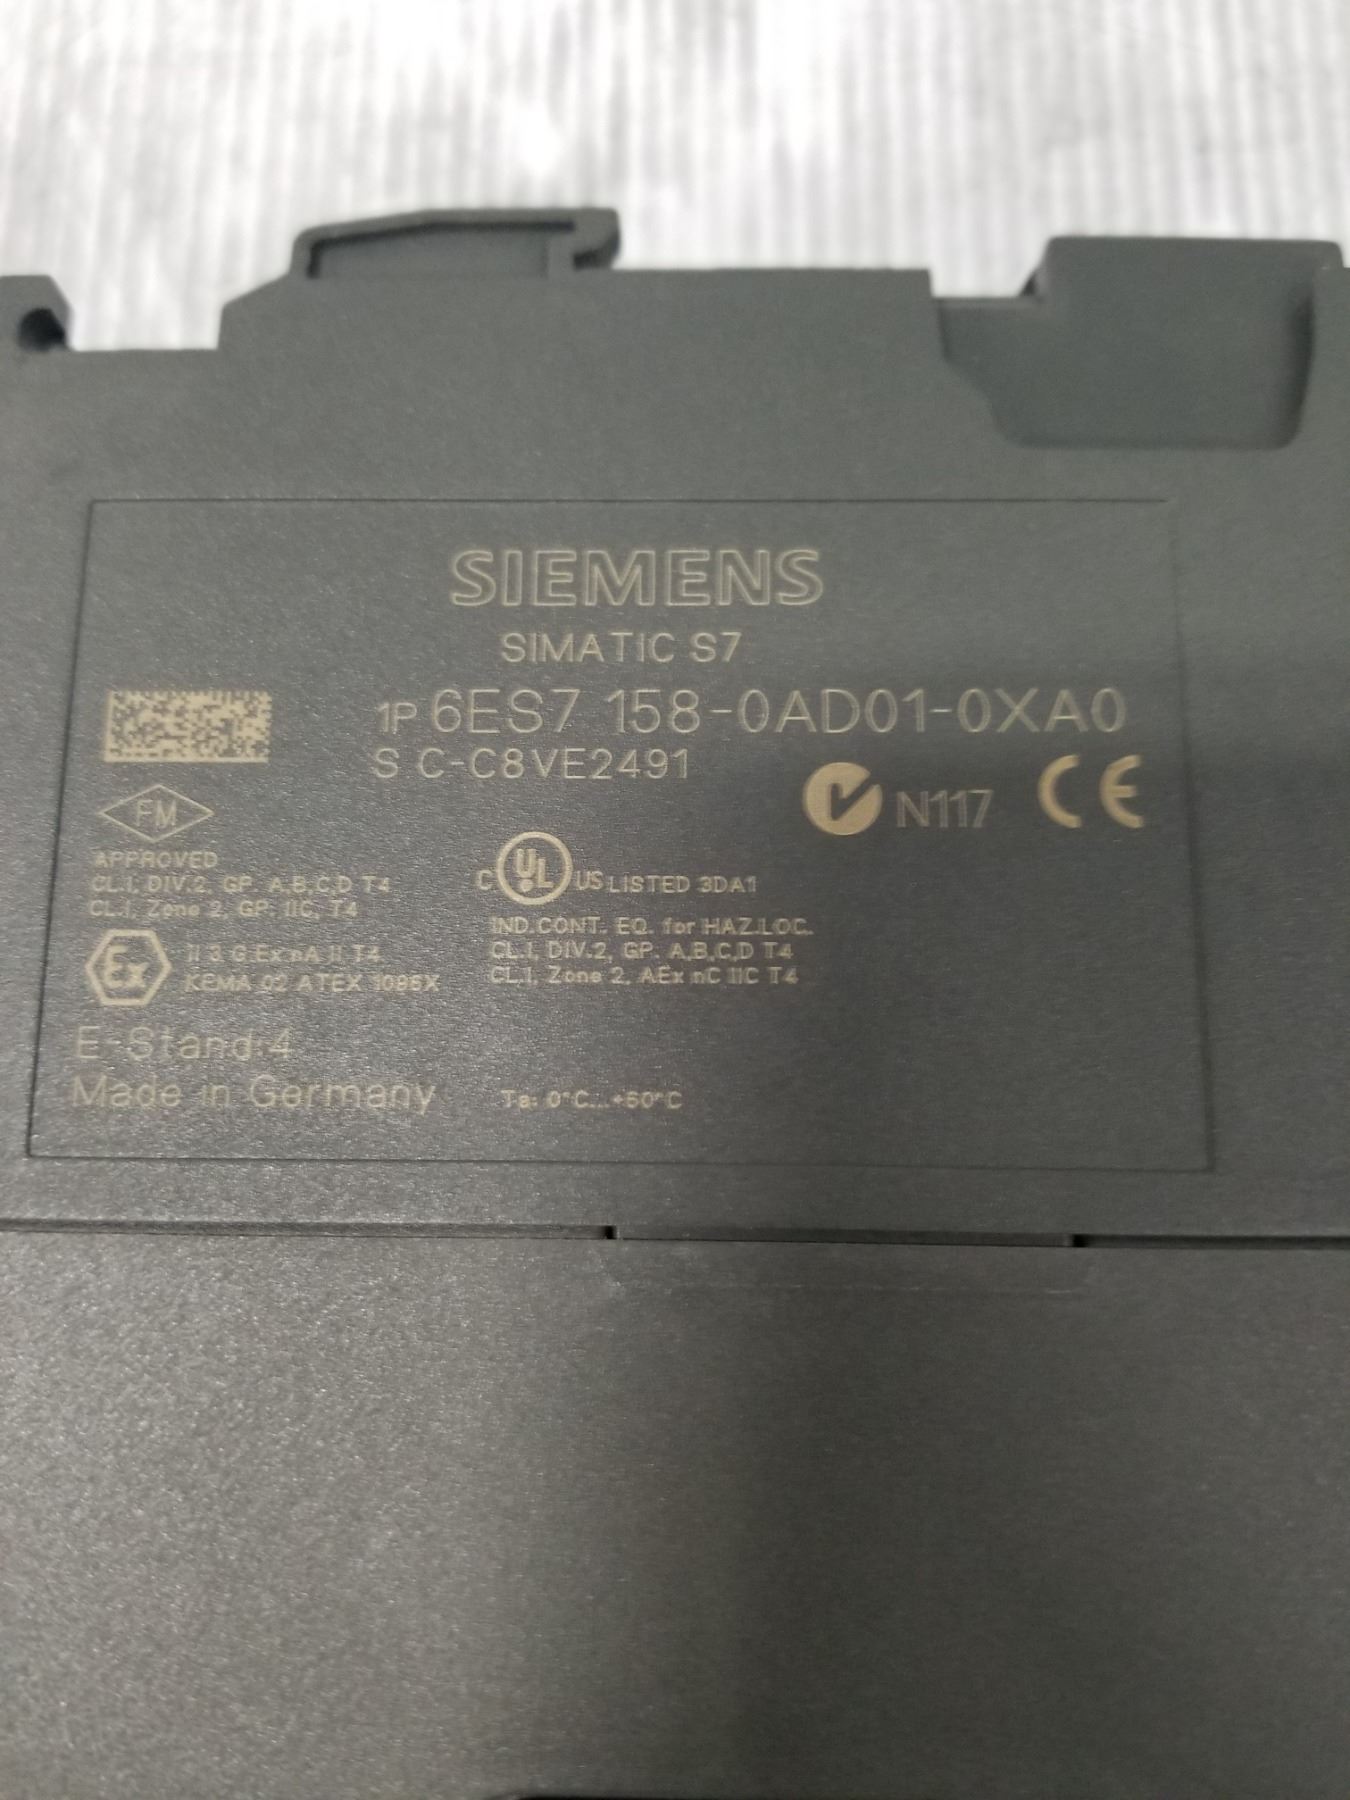 SIEMENS
SIMATIC S7
1P 6ES7 158-0AD01-0XA0
S C-C8VE2491
N117 CE
FM
APPROVED
CL.I, DIV.2, GP. A,B,C,D T4
CL.I, Zone 2, GP. IIC, T4
C UL US LISTED 3DA1
IND.CONT. EQ. for HAZ.LOC.
CL.I, DIV.2, GP. A,B,C,D T4
CL.I, Zone 2, AEx nC IIC T4
Ex II 3 G Ex nA II T4
KEMA 02 ATEX 1096X
E-Stand:4
Made in Germany
Ta: 0°C...+60°C